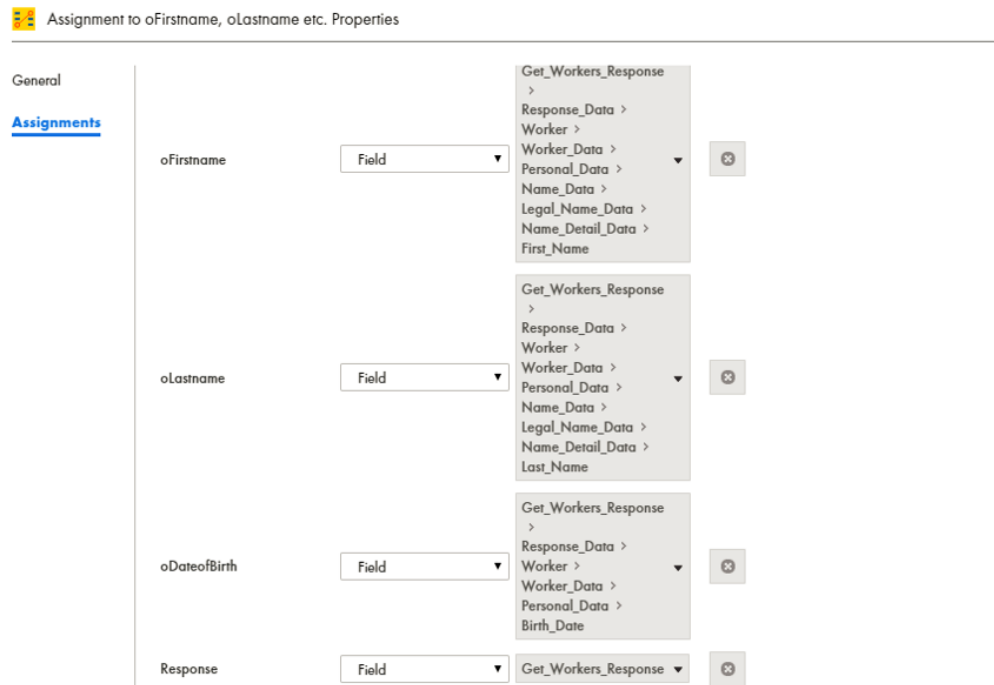 Assignment to oFirstname, oLastname etc. Properties
General
Assignments
oFirstname
Field
Get_Workers_Response
>
Response_Data >
Worker >
Worker_Data >
Personal_Data >
Name_Data >
Legal_Name_Data >
Name_Detail_Data >
First_Name
oLastname
Field
Get_Workers_Response
>
Response_Data >
Worker >
Worker_Data >
Personal_Data >
Name_Data >
Legal_Name_Data >
Name_Detail_Data >
Last_Name
oDateofBirth
Field
Get_Workers_Response
>
Response_Data >
Worker >
Worker_Data >
Personal_Data >
Birth_Date
Response
Field
Get_Workers_Response